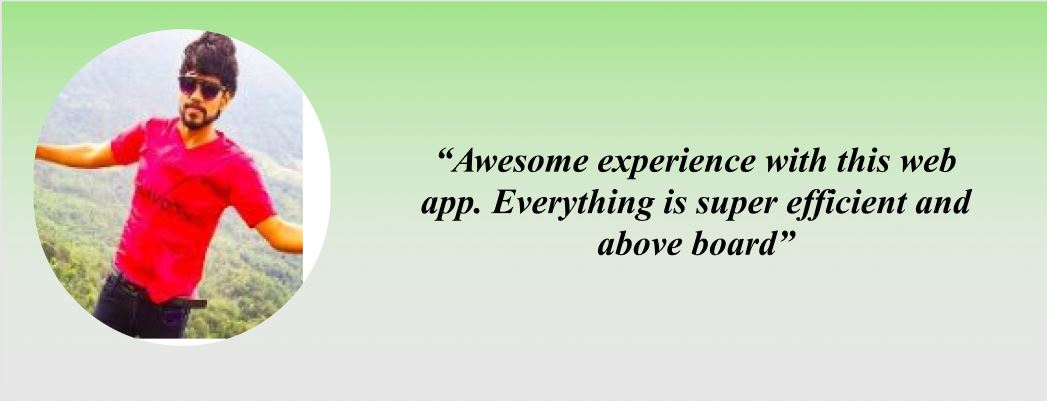 “Awesome experience with this web
app. Everything is super efficient and
above board”